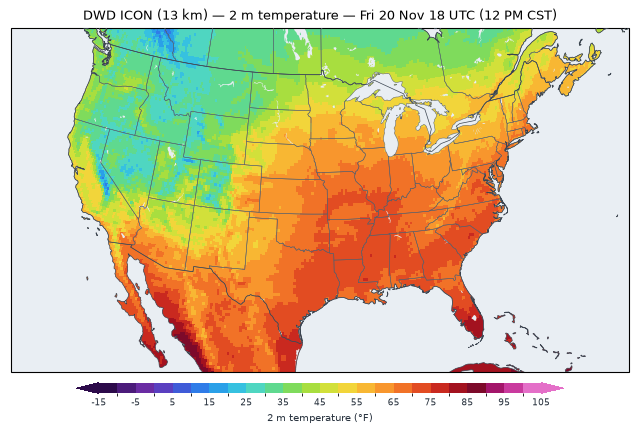 DWD ICON (13 km) — 2 m temperature — Fri 20 Nov 18 UTC (12 PM CST)
-15 -5 5 15 25 35 45 55 65 75 85 95 105
2 m temperature (°F)